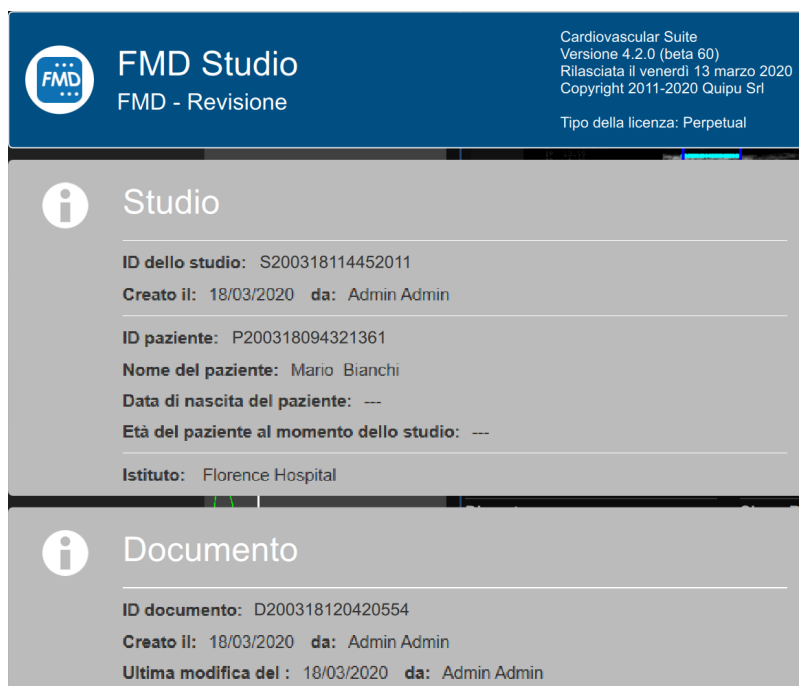 FMD
FMD Studio
FMD - Revisione
Cardiovascular Suite
Versione 4.2.0 (beta 60)
Rilasciata il venerdì 13 marzo 2020
Copyright 2011-2020 Quipu Srl
Tipo della licenza: Perpetual
Studio
ID dello studio: S200318114452011
Creato il: 18/03/2020 da: Admin Admin
ID paziente: P200318094321361
Nome del paziente: Mario Bianchi
Data di nascita del paziente: ---
Età del paziente al momento dello studio: ---
Istituto: Florence Hospital
Documento
ID documento: D200318120420554
Creato il: 18/03/2020 da: Admin Admin
Ultima modifica del : 18/03/2020 da: Admin Admin